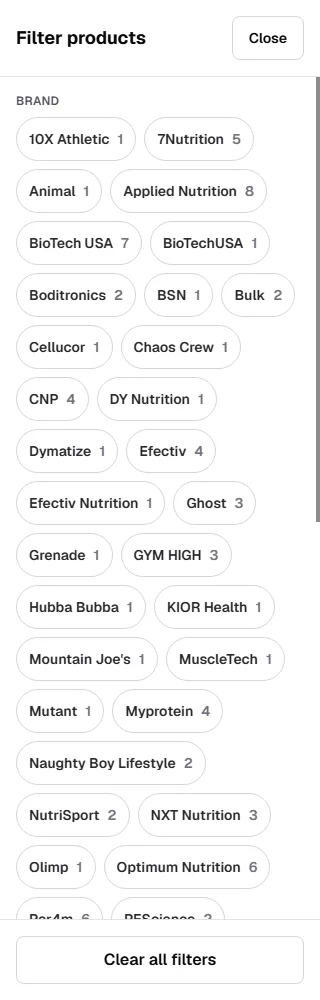 Filter products
Close
BRAND
10X Athletic 1
7Nutrition 5
Animal 1
Applied Nutrition 8
BioTech USA 7
BioTechUSA 1
Boditronics 2
BSN 1
Bulk 2
Cellucor 1
Chaos Crew 1
CNP 4
DY Nutrition 1
Dymatize 1
Efectiv 4
Efectiv Nutrition 1
Ghost 3
Grenade 1
GYM HIGH 3
Hubba Bubba 1
KIOR Health 1
Mountain Joe's 1
MuscleTech 1
Mutant 1
Myprotein 4
Naughty Boy Lifestyle 2
NutriSport 2
NXT Nutrition 3
Olimp 1
Optimum Nutrition 6
Clear all filters